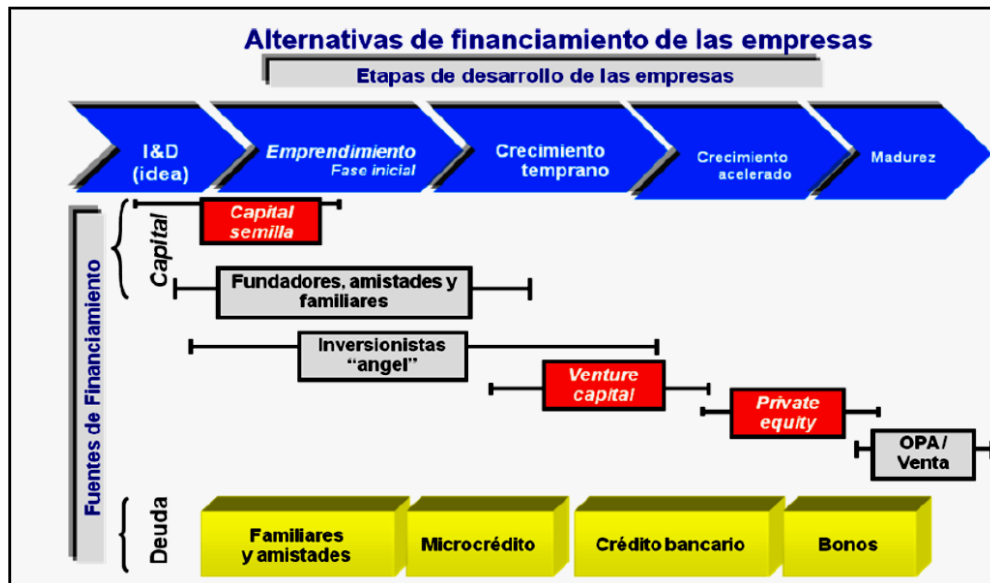 Alternativas de financiamiento de las empresas
Etapas de desarrollo de las empresas
I&D
(idea)
Emprendimiento
Fase inicial
Crecimiento
temprano
Crecimiento
acelerado
Madurez
Fuentes de Financiamiento
Capital
Capital
semilla
Fundadores, amistades y
familiares
Inversionistas
“angel”
Venture
capital
Private
equity
OPA/
Venta
Deuda
Familiares
y amistades
Microcrédito
Crédito bancario
Bonos